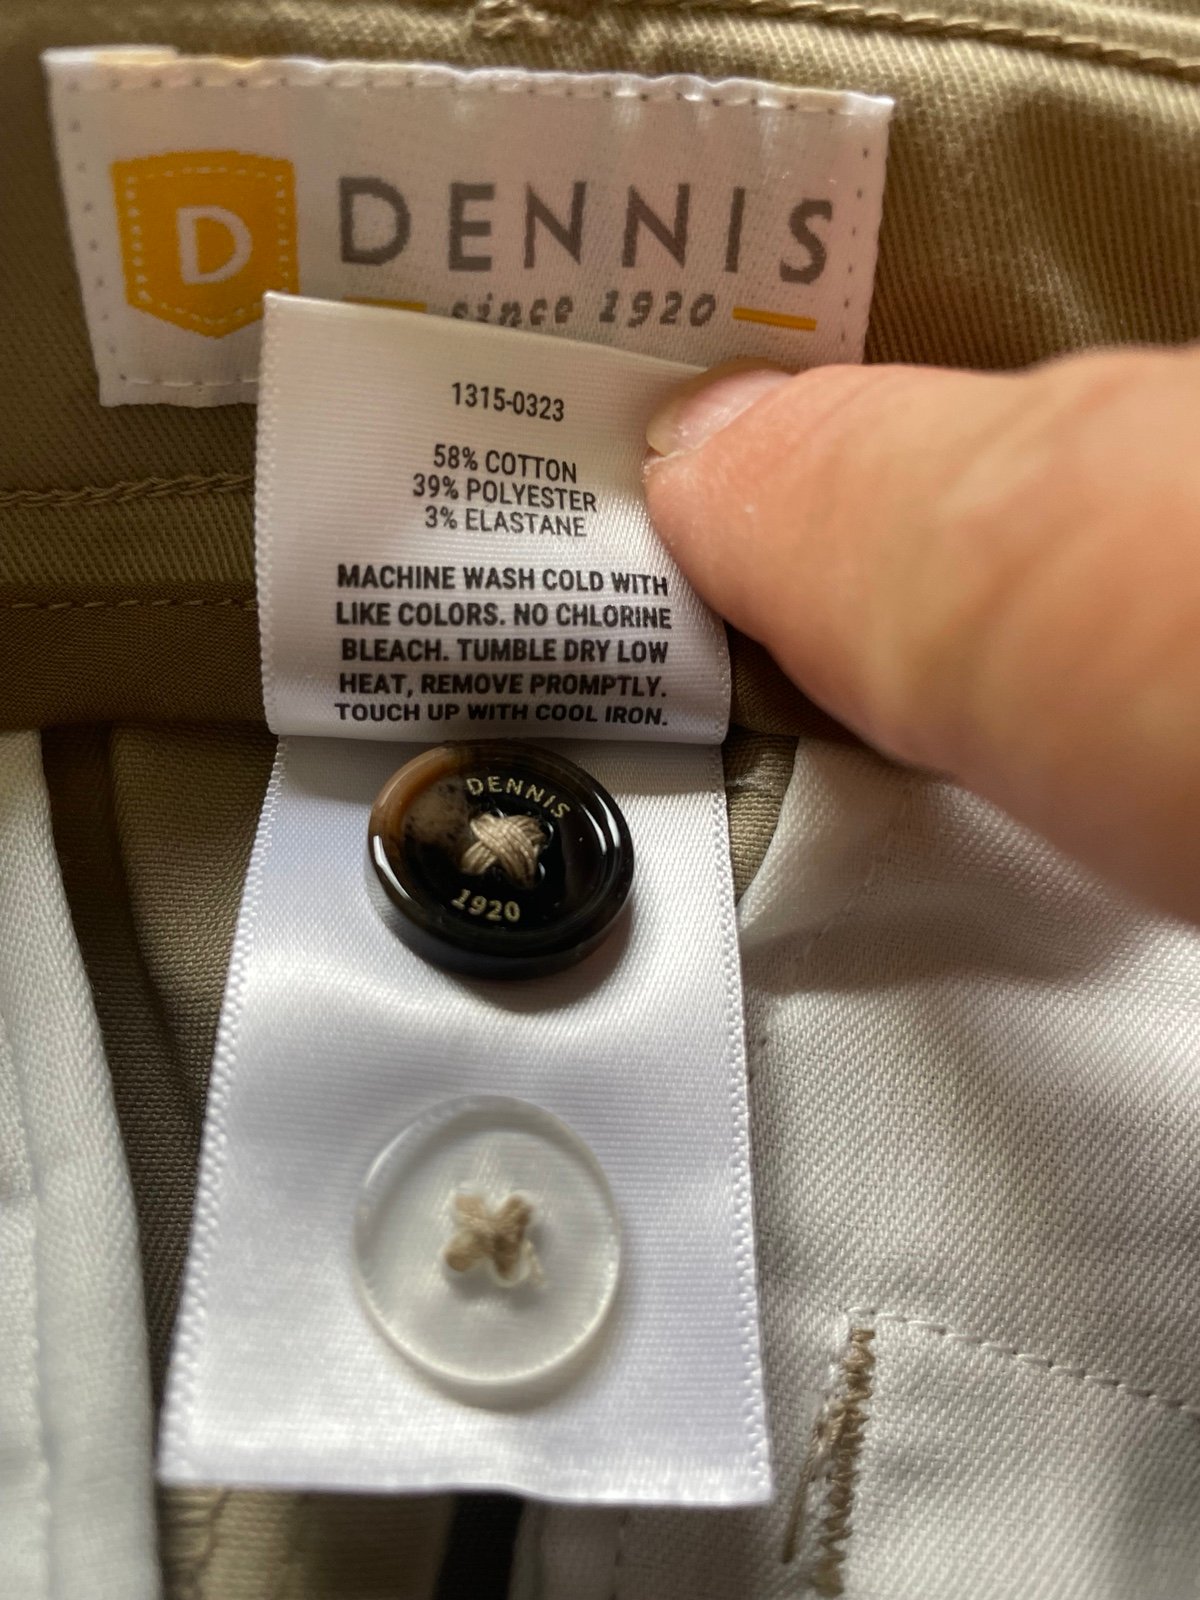 D DENNIS
since 1920
1315-0323
58% COTTON
39% POLYESTER
3% ELASTANE
MACHINE WASH COLD WITH
LIKE COLORS. NO CHLORINE
BLEACH. TUMBLE DRY LOW
HEAT, REMOVE PROMPTLY.
TOUCH UP WITH COOL IRON.
DENNIS
1920